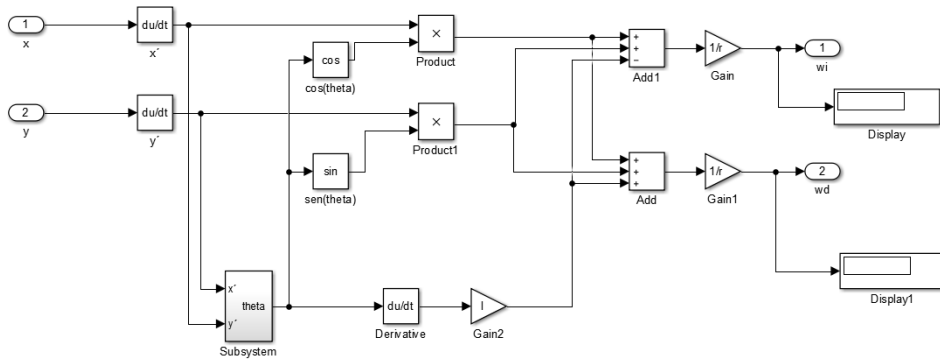 1
x
du/dt
x´
cos
cos(theta)
×
Product
+
+
−
Add1
1/r
Gain
1
wi
Display
2
y
du/dt
y´
sin
sen(theta)
×
Product1
+
+
+
Add
1/r
Gain1
2
wd
Display1
x´
y´
theta
Subsystem
du/dt
Derivative
l
Gain2